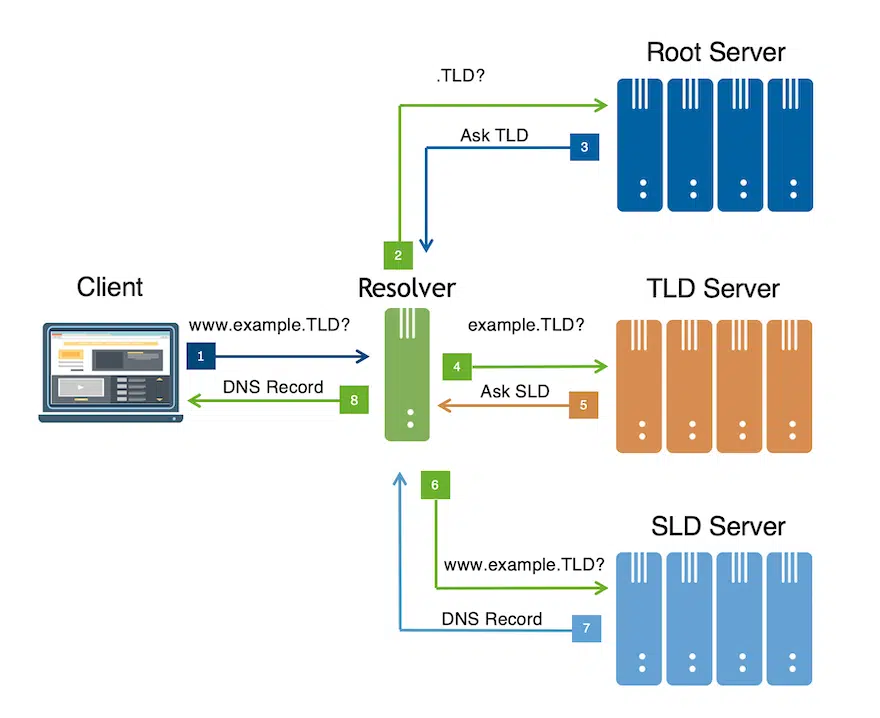 Root Server
.TLD?
Ask TLD
3
2
Client
Resolver
TLD Server
www.example.TLD?
example.TLD?
1
4
DNS Record
Ask SLD
8
5
6
SLD Server
www.example.TLD?
DNS Record
7